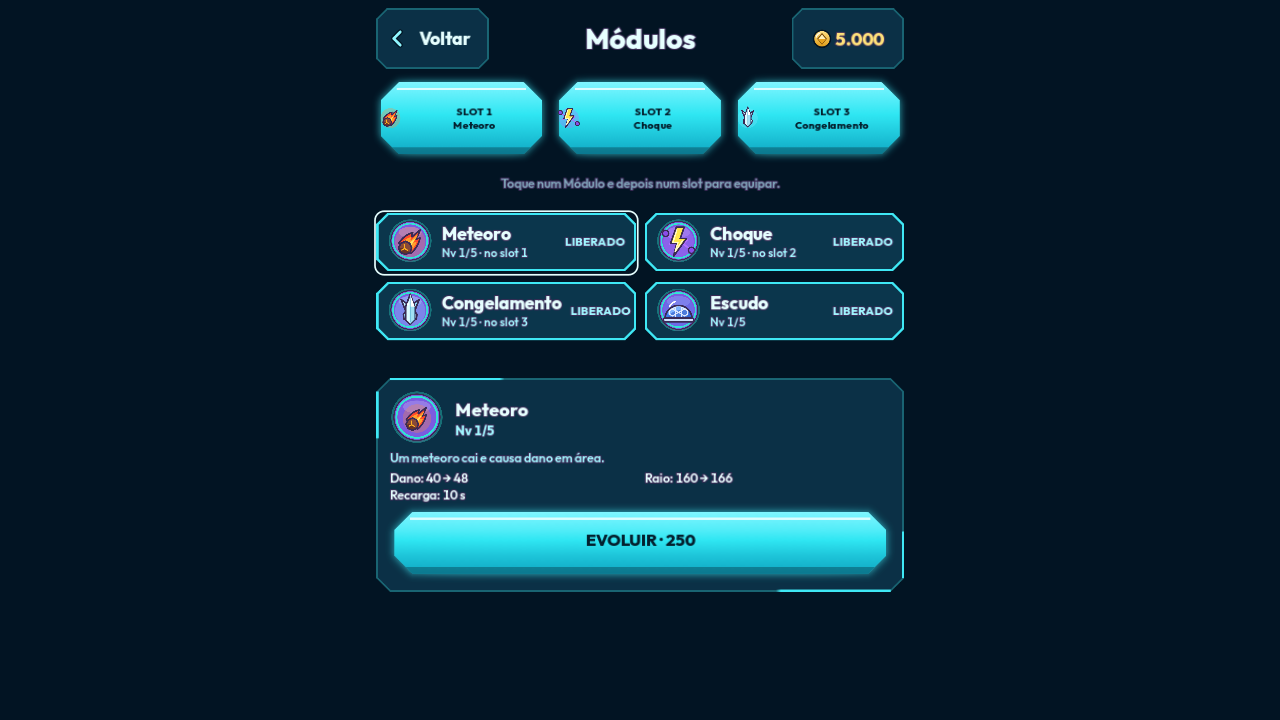 Voltar
Módulos
5.000
SLOT 1
Meteoro
SLOT 2
Choque
SLOT 3
Congelamento
Toque num Módulo e depois num slot para equipar.
Meteoro
Nv 1/5 · no slot 1
LIBERADO
Choque
Nv 1/5 · no slot 2
LIBERADO
Congelamento
Nv 1/5 · no slot 3
LIBERADO
Escudo
Nv 1/5
LIBERADO
Meteoro
Nv 1/5
Um meteoro cai e causa dano em área.
Dano: 40 → 48
Raio: 160 → 166
Recarga: 10 s
EVOLUIR · 250